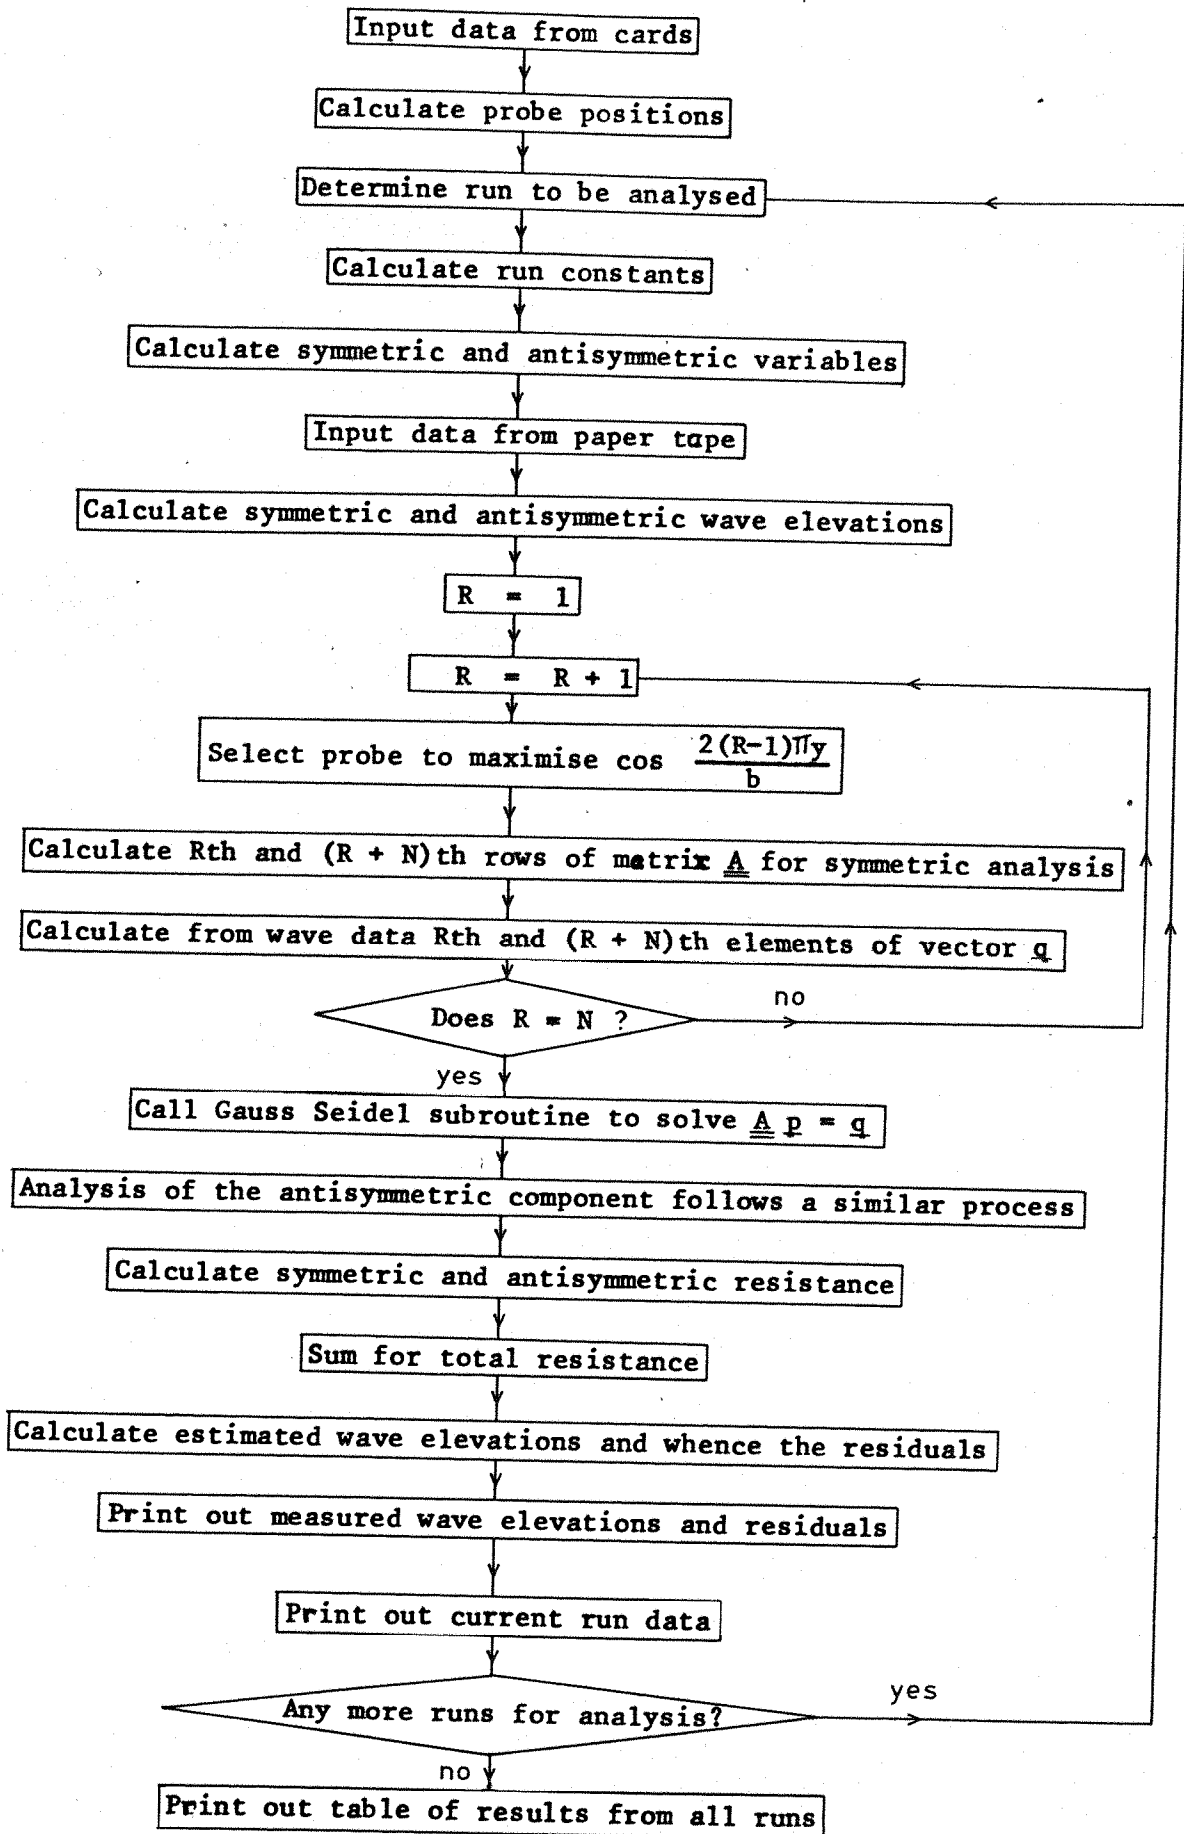 Input data from cards
Calculate probe positions
Determine run to be analysed
Calculate run constants
Calculate symmetric and antisymmetric variables
Input data from paper tape
Calculate symmetric and antisymmetric wave elevations
R = 1
R = R + 1
Select probe to maximise cos 2(R-1)πy / b
Calculate Rth and (R + N)th rows of matrix A for symmetric analysis
Calculate from wave data Rth and (R + N)th elements of vector q
Does R = N ?
no
yes
Call Gauss Seidel subroutine to solve A p = q
Analysis of the antisymmetric component follows a similar process
Calculate symmetric and antisymmetric resistance
Sum for total resistance
Calculate estimated wave elevations and whence the residuals
Print out measured wave elevations and residuals
Print out current run data
Any more runs for analysis?
yes
no
Print out table of results from all runs